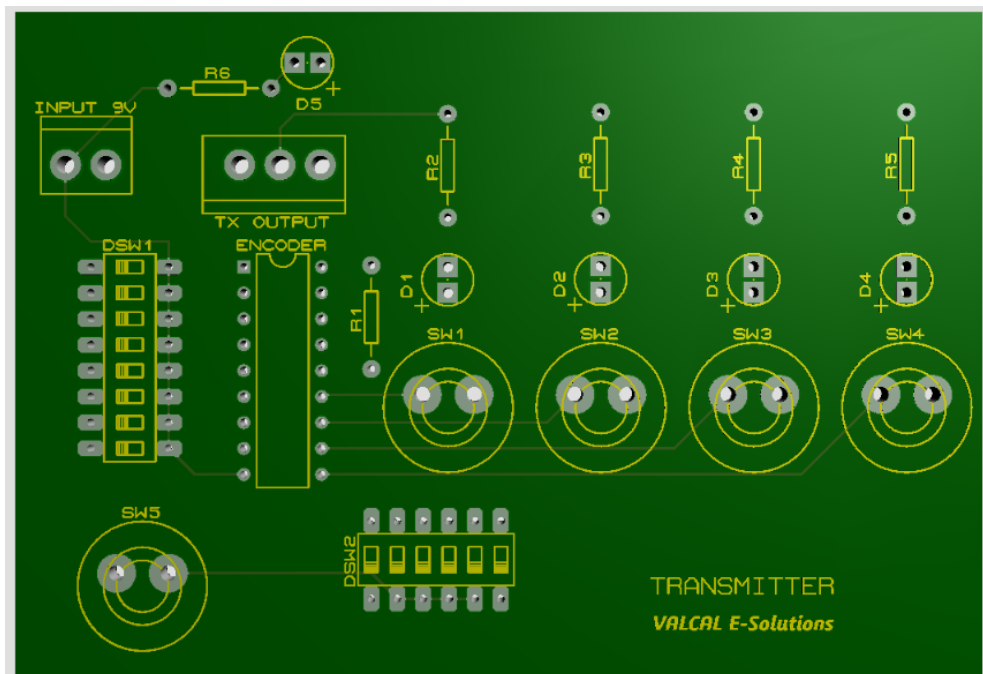 R6
D5
+
INPUT 9V
TX OUTPUT
R2
R3
R4
R5
DSW1
ENCODER
R1
D1
+
D2
+
D3
+
D4
+
SW1
SW2
SW3
SW4
SW5
DSW2
TRANSMITTER
VALCAL E-Solutions